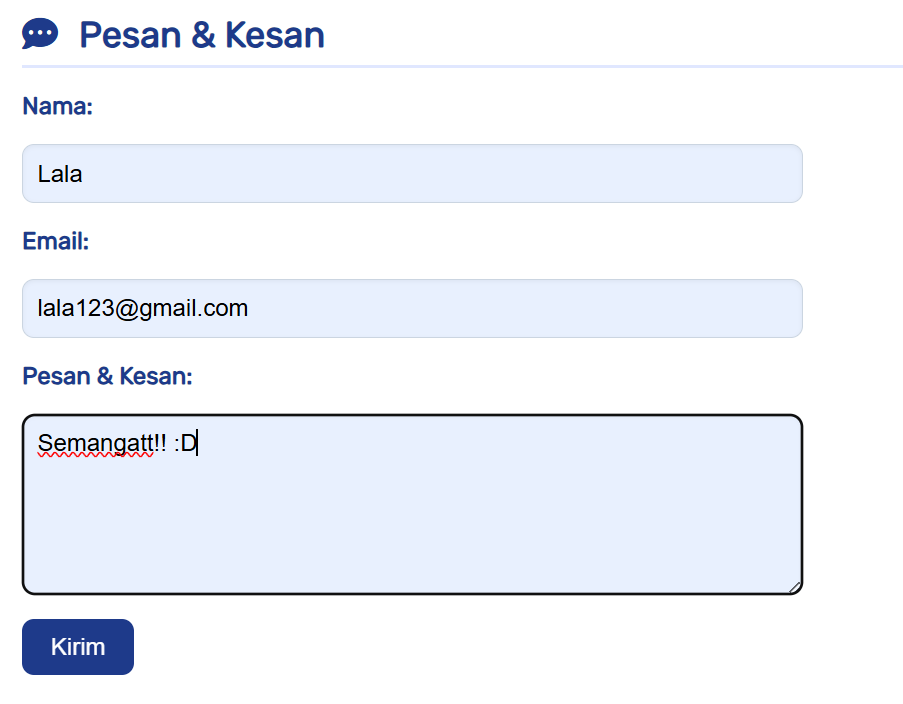 Pesan & Kesan
Nama:
Lala
Email:
lala123@gmail.com
Pesan & Kesan:
Semangatt!! :D
Kirim